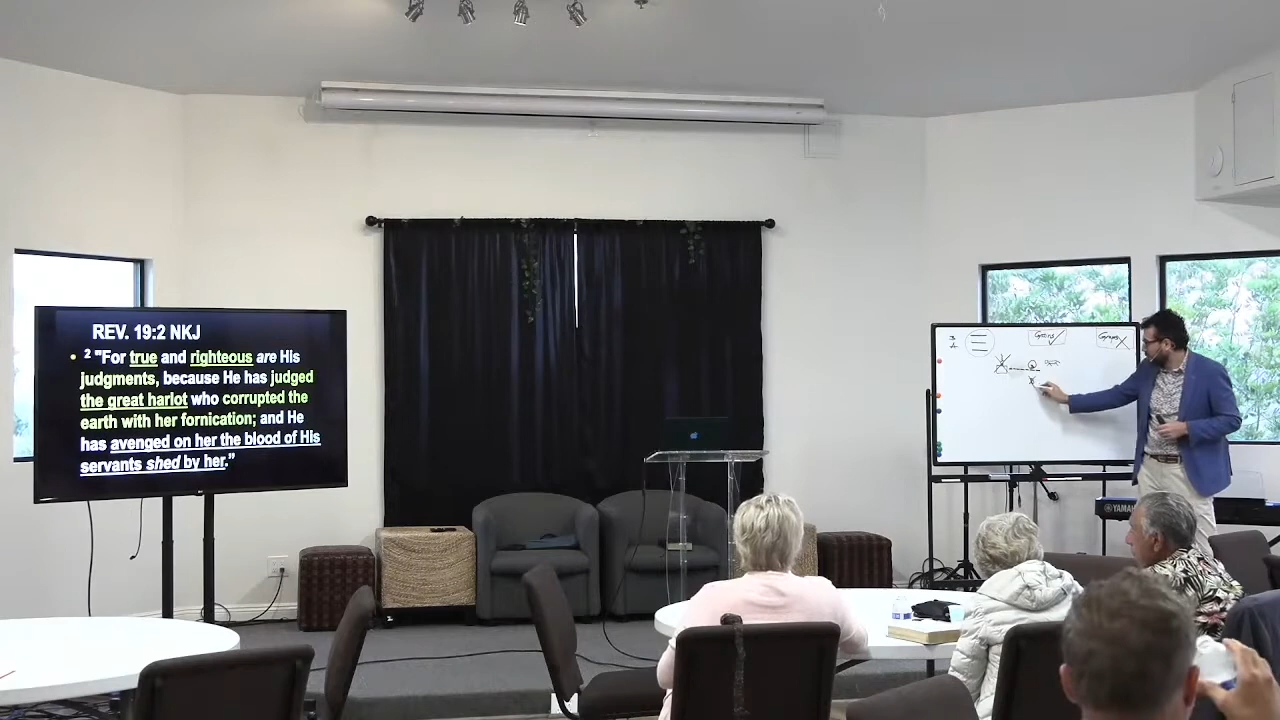 REV. 19:2 NKJ
• ² "For true and righteous are His
judgments, because He has judged
the great harlot who corrupted the
earth with her fornication; and He
has avenged on her the blood of His
servants shed by her."
YAMAHA